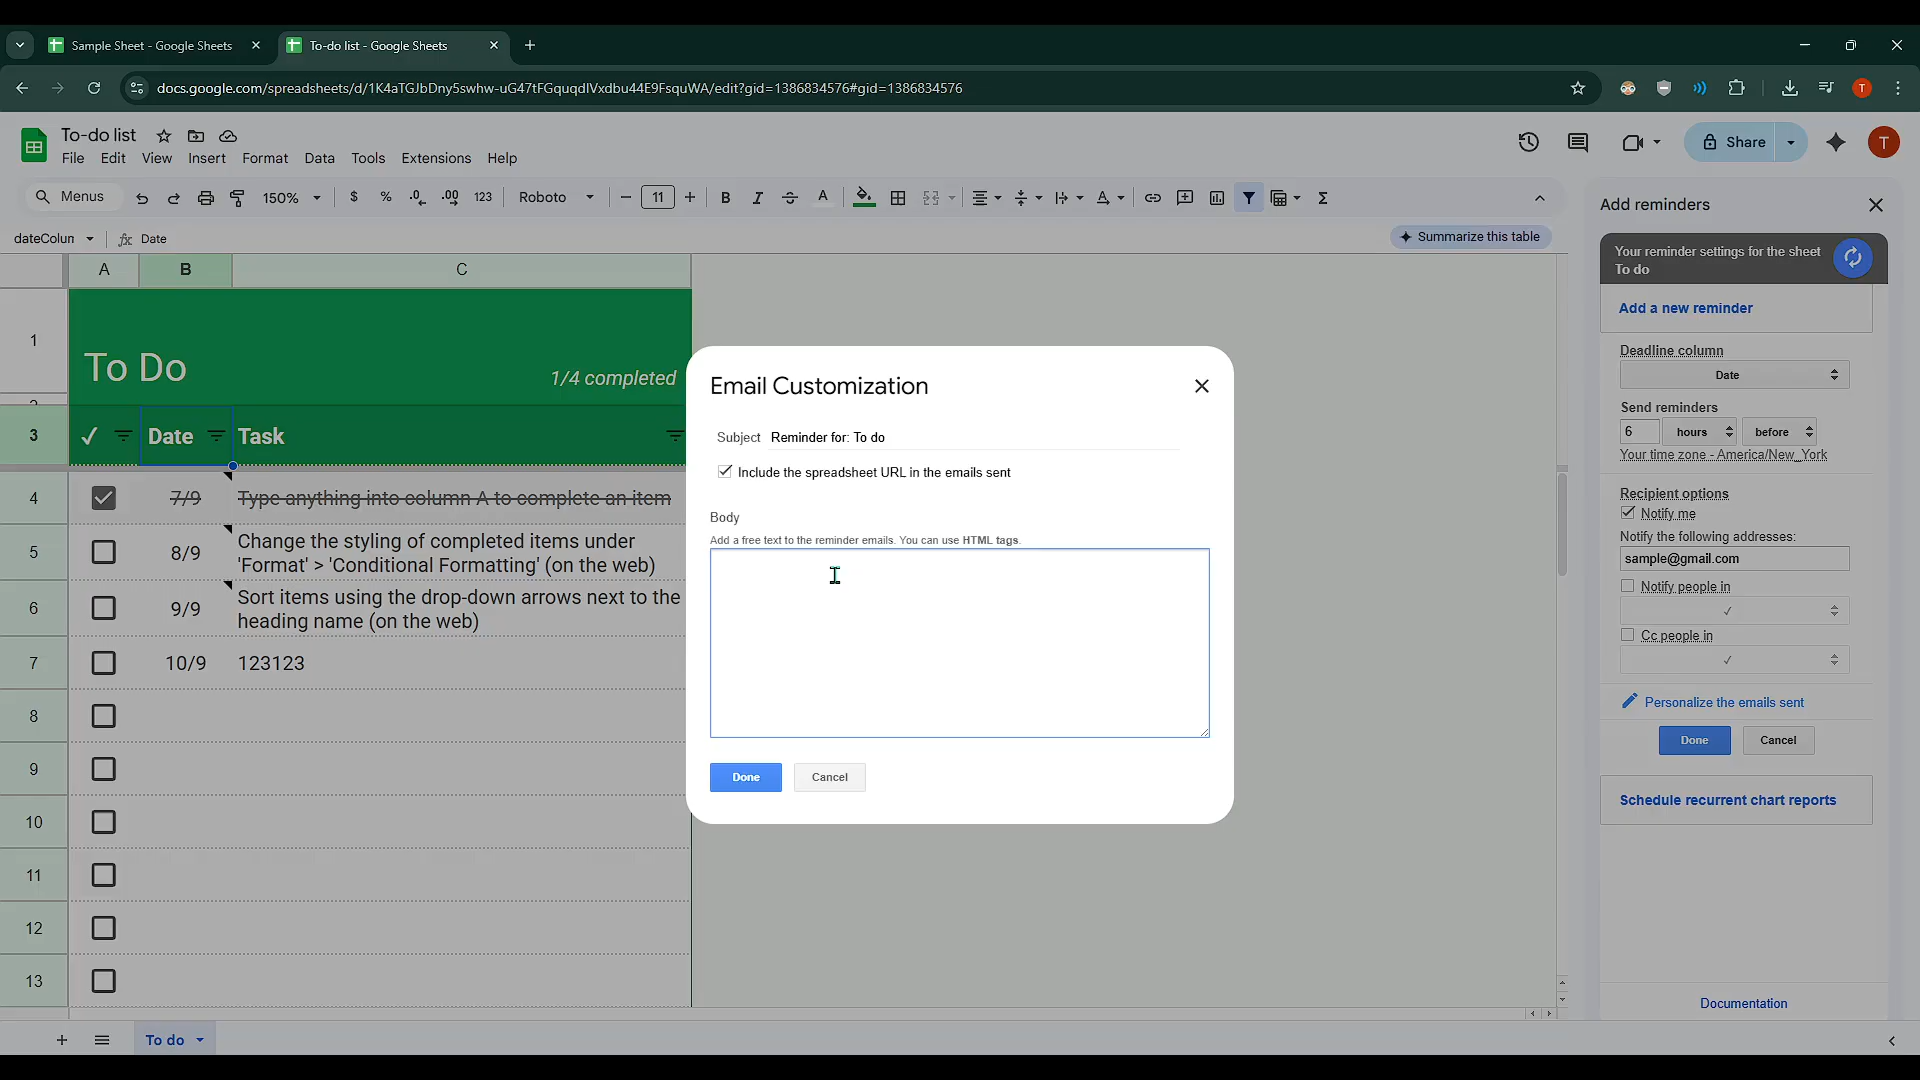 Sample Sheet - Google Sheets
To-do list - Google Sheets
docs.google.com/spreadsheets/d/1K4aTGJbDny5swhw-uG47tFGquqdlVxdbu44E9FsquWA/edit?gid=1386834576#gid=1386834576
T
To-do list
File Edit View Insert Format Data Tools Extensions Help
Share
T
Menus
150%
$ % .0 .00 123
Roboto
11
B I S A
Σ
dateColun
fx Date
Summarize this table
A B C
1
To Do
1/4 completed
2
3
✓ Date Task
4
7/9 Type anything into column A to complete an item
5
8/9 Change the styling of completed items under
'Format' > 'Conditional Formatting' (on the web)
6
9/9 Sort items using the drop-down arrows next to the
heading name (on the web)
7
10/9 123123
8
9
10
11
12
13
To do
Email Customization
Subject Reminder for: To do
Include the spreadsheet URL in the emails sent
Body
Add a free text to the reminder emails. You can use HTML tags.
Done Cancel
Add reminders
Your reminder settings for the sheet
To do
Add a new reminder
Deadline column
Date
Send reminders
6 hours before
Your time zone - America/New_York
Recipient options
Notify me
Notify the following addresses:
sample@gmail.com
Notify people in
✓
Cc people in
✓
Personalize the emails sent
Done Cancel
Schedule recurrent chart reports
Documentation